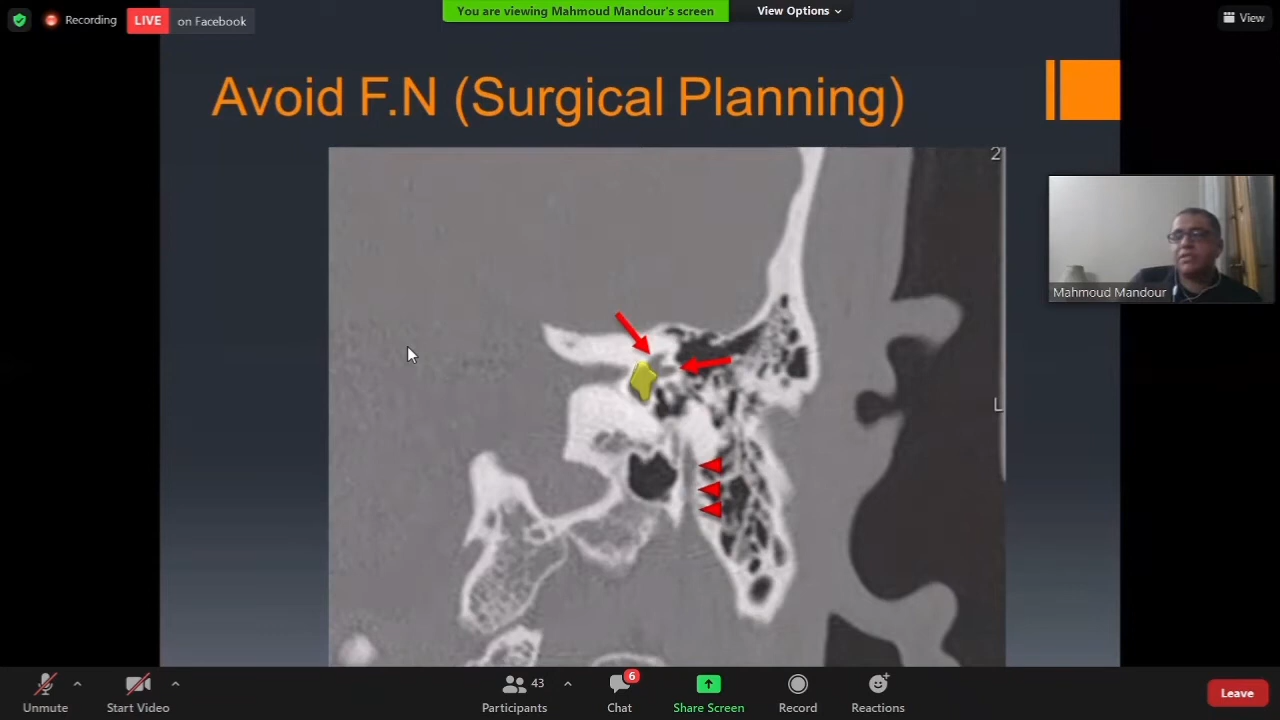 Recording
LIVE on Facebook
You are viewing Mahmoud Mandour's screen
View Options
View
Avoid F.N (Surgical Planning)
2
L
Mahmoud Mandour
Unmute
Start Video
43
Participants
6
Chat
Share Screen
Record
Reactions
Leave